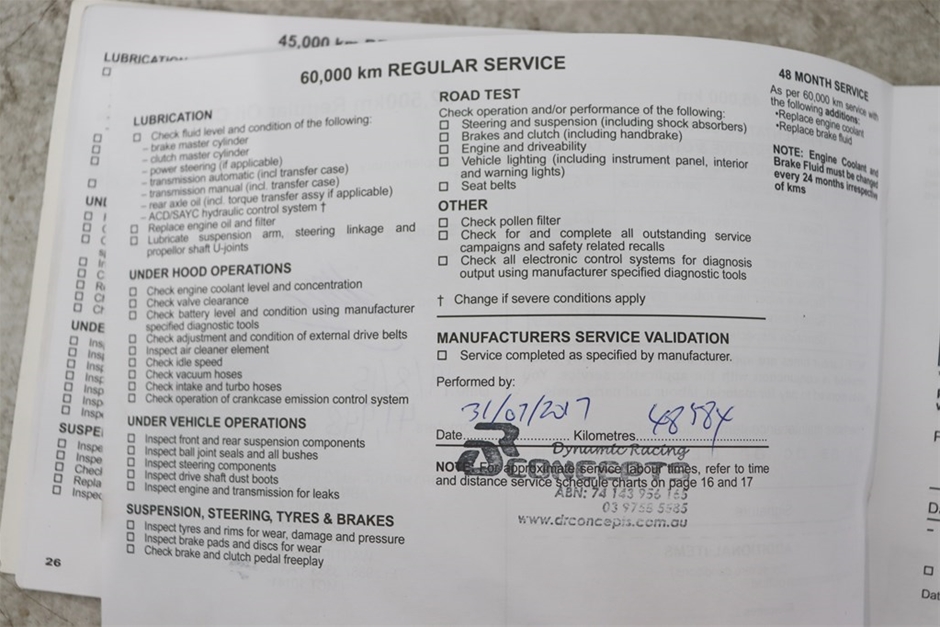 45,000 km
LUBRICATION
60,000 km REGULAR SERVICE
LUBRICATION
Check fluid level and condition of the following:
– brake master cylinder
– clutch master cylinder
– power steering (if applicable)
– transmission automatic (incl transfer case)
– transmission manual (incl. transfer case)
– rear axle oil (incl. torque transfer assy if applicable)
– ACD/SAYC hydraulic control system †
Replace engine oil and filter
Lubricate suspension arm, steering linkage and
propellor shaft U-joints
UNDER HOOD OPERATIONS
Check engine coolant level and concentration
Check valve clearance
Check battery level and condition using manufacturer
specified diagnostic tools
Check adjustment and condition of external drive belts
Inspect air cleaner element
Check idle speed
Check vacuum hoses
Check intake and turbo hoses
Check operation of crankcase emission control system
UNDER VEHICLE OPERATIONS
Inspect front and rear suspension components
Inspect ball joint seals and all bushes
Inspect steering components
Inspect drive shaft dust boots
Inspect engine and transmission for leaks
SUSPENSION, STEERING, TYRES & BRAKES
Inspect tyres and rims for wear, damage and pressure
Inspect brake pads and discs for wear
Check brake and clutch pedal freeplay
26
ROAD TEST
Check operation and/or performance of the following:
Steering and suspension (including shock absorbers)
Brakes and clutch (including handbrake)
Engine and driveability
Vehicle lighting (including instrument panel, interior
and warning lights)
Seat belts
OTHER
Check pollen filter
Check for and complete all outstanding service
campaigns and safety related recalls
Check all electronic control systems for diagnosis
output using manufacturer specified diagnostic tools
† Change if severe conditions apply
MANUFACTURERS SERVICE VALIDATION
Service completed as specified by manufacturer.
Performed by:
31/07/2017 48584
Date Kilometres
Dynamic Racing
DR CONCEPTS
NOTE: For approximate service labour times, refer to time
and distance service schedule charts on page 16 and 17
ABN: 74 143 956 165
03 9766 5985
www.drconcepts.com.au
48 MONTH SERVICE
As per 60,000 km service with
the following additions:
•Replace engine coolant
•Replace brake fluid
NOTE: Engine Coolant and
Brake Fluid must be changed
every 24 months irrespective
of kms